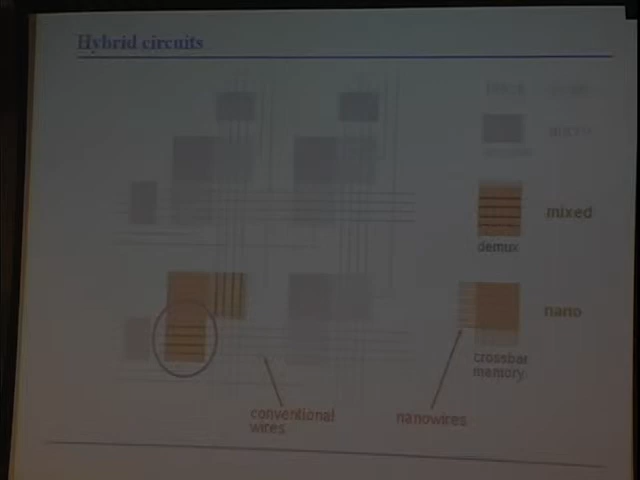 Hybrid circuits
mixed
demux
nano
crossbar
memory
conventional
wires
nanowires